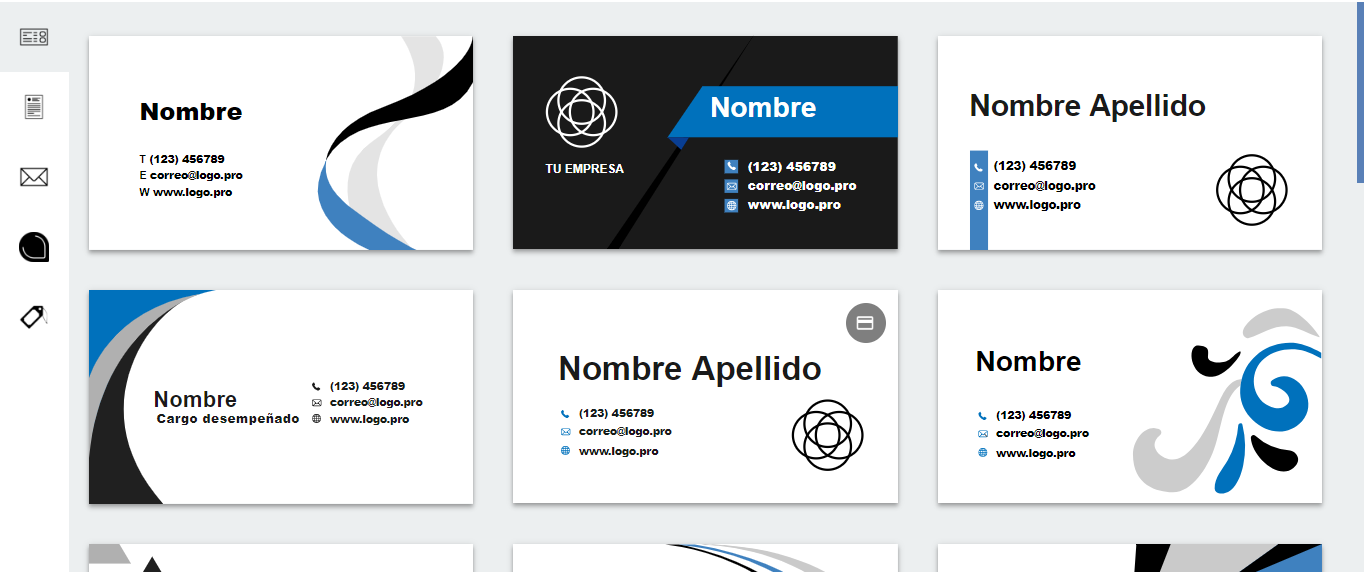 Nombre
T (123) 456789
E correo@logo.pro
W www.logo.pro
TU EMPRESA
Nombre
(123) 456789
correo@logo.pro
www.logo.pro
Nombre Apellido
(123) 456789
correo@logo.pro
www.logo.pro
Nombre
Cargo desempeñado
(123) 456789
correo@logo.pro
www.logo.pro
Nombre Apellido
(123) 456789
correo@logo.pro
www.logo.pro
Nombre
(123) 456789
correo@logo.pro
www.logo.pro